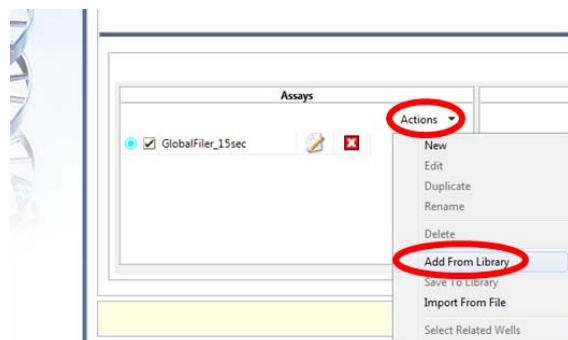 Assays
Actions
GlobalFiler_15sec
New
Edit
Duplicate
Rename
Delete
Add From Library
Save To Library
Import From File
Select Related Wells